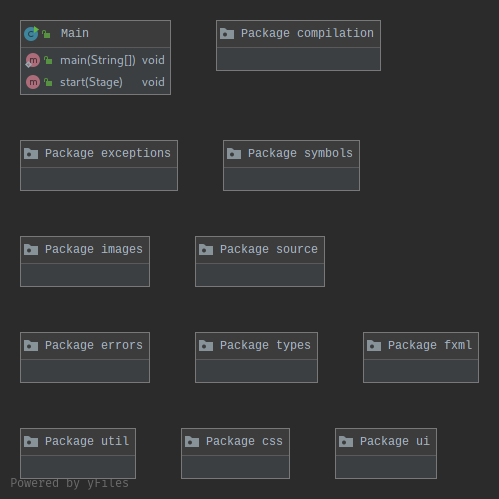 Main
main(String[]) void
start(Stage) void
Package compilation
Package exceptions
Package symbols
Package images
Package source
Package errors
Package types
Package fxml
Package util
Package css
Package ui
Powered by yFiles